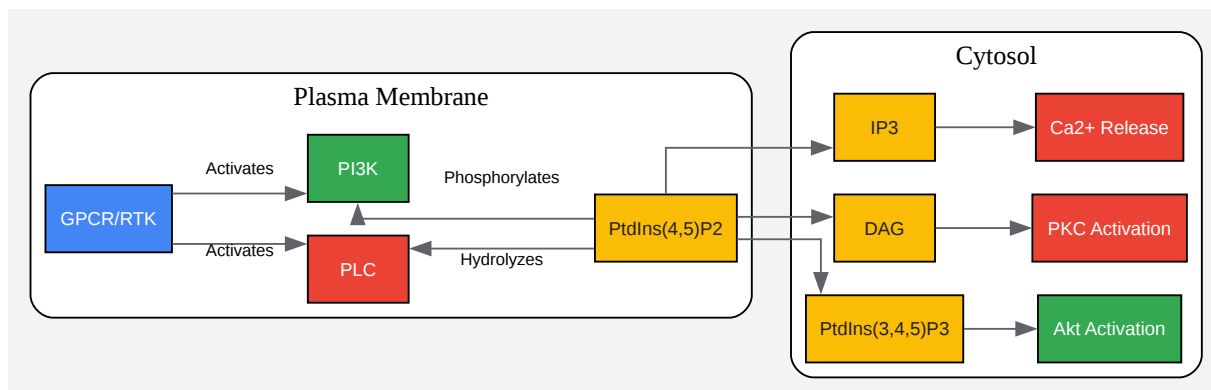 Plasma Membrane
GPCR/RTK
Activates
Activates
PI3K
PLC
Phosphorylates
Hydrolyzes
PtdIns(4,5)P2
Cytosol
IP3
Ca2+ Release
DAG
PKC Activation
PtdIns(3,4,5)P3
Akt Activation